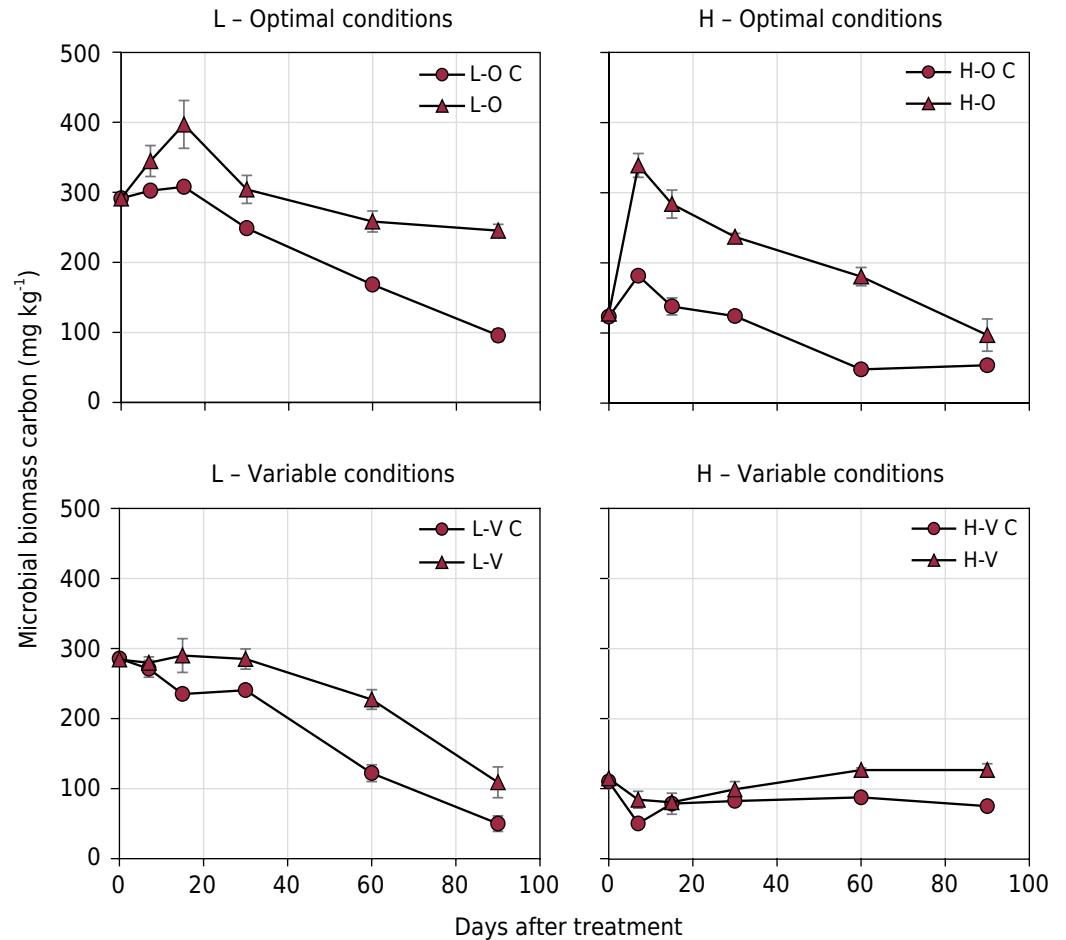 L – Optimal conditions
H – Optimal conditions
500
400
300
200
100
0
L-O C
L-O
H-O C
H-O
Microbial biomass carbon (mg kg-1)
L – Variable conditions
H – Variable conditions
500
400
300
200
100
0
L-V C
L-V
H-V C
H-V
0 20 40 60 80 100
0 20 40 60 80 100
Days after treatment